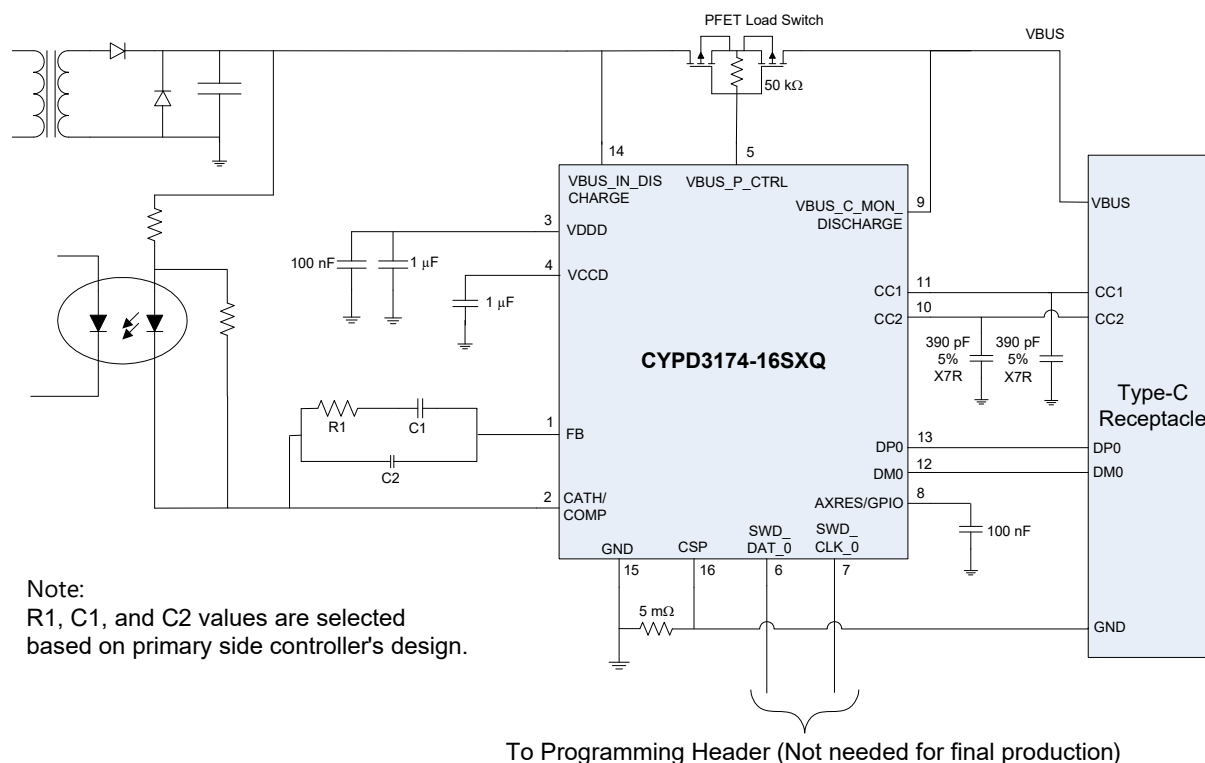 PFET Load Switch
VBUS
50 kΩ
14
5
VBUS_IN_DIS
CHARGE
VBUS_P_CTRL
VBUS_C_MON_
DISCHARGE
9
VBUS
3
VDDD
100 nF
1 μF
4
VCCD
1 μF
CC1
11
CC1
CC2
10
CC2
390 pF
5%
X7R
390 pF
5%
X7R
CYPD3174-16SXQ
Type-C
Receptacle
R1
C1
C2
1
FB
DP0
13
DP0
DM0
12
DM0
2
CATH/
COMP
AXRES/GPIO
8
100 nF
GND
CSP
SWD_
DAT_0
SWD_
CLK_0
15
16
6
7
5 mΩ
GND
Note:
R1, C1, and C2 values are selected
based on primary side controller's design.
To Programming Header (Not needed for final production)